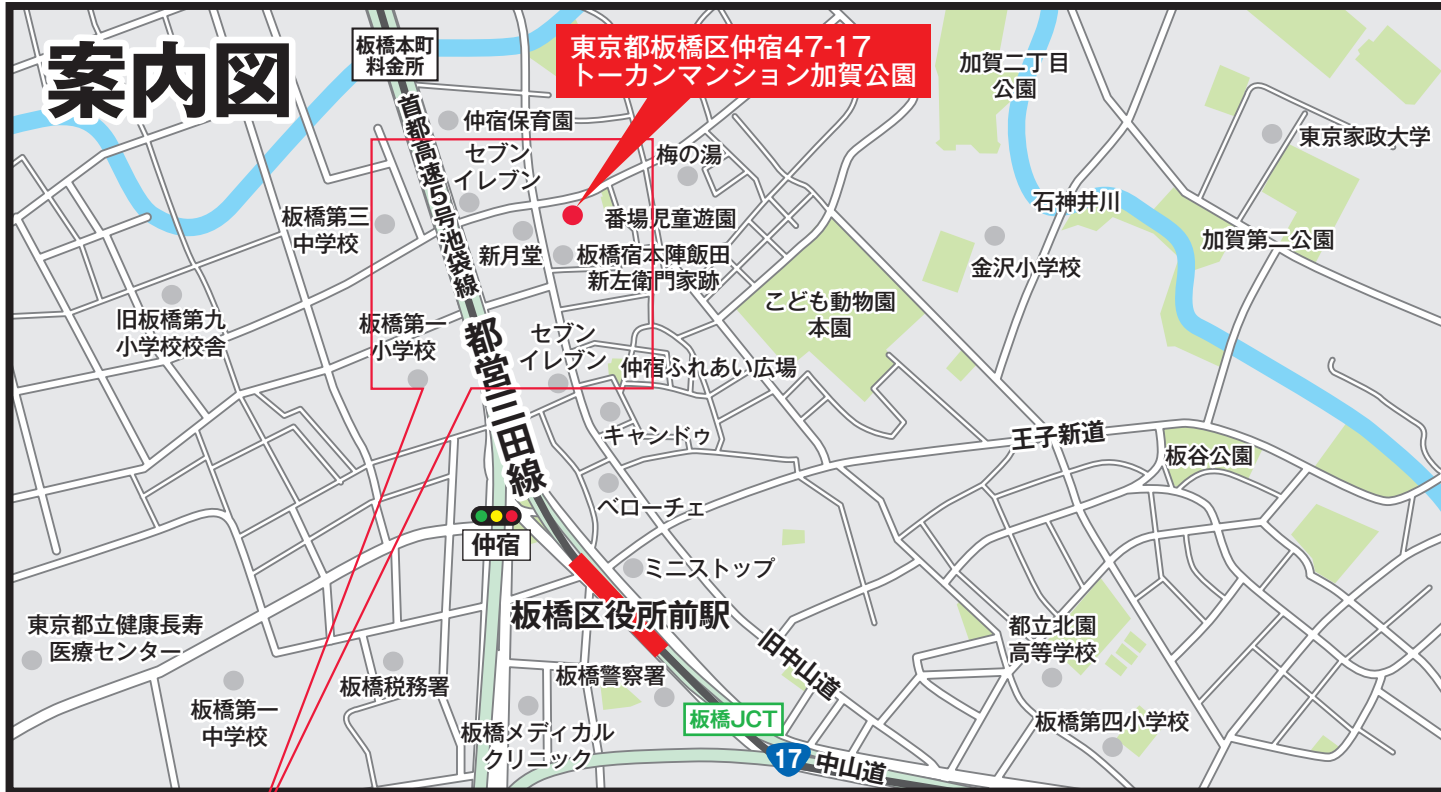 案内図
板橋本町
料金所
東京都板橋区仲宿47-17
トーカンマンション加賀公園
加賀二丁目
公園
仲宿保育園
東京家政大学
首都高速5号池袋線
セブン
イレブン
梅の湯
石神井川
板橋第三
中学校
番場児童遊園
加賀第二公園
新月堂
板橋宿本陣飯田
新左衛門家跡
金沢小学校
旧板橋第九
小学校校舎
こども動物園
本園
板橋第一
小学校
都営三田線
セブン
イレブン
仲宿ふれあい広場
キャンドゥ
王子新道
板谷公園
ベローチェ
仲宿
ミニストップ
板橋区役所前駅
東京都立健康長寿
医療センター
都立北園
高等学校
旧中山道
板橋税務署
板橋警察署
板橋第一
中学校
板橋メディカル
クリニック
板橋JCT
板橋第四小学校
17
中山道